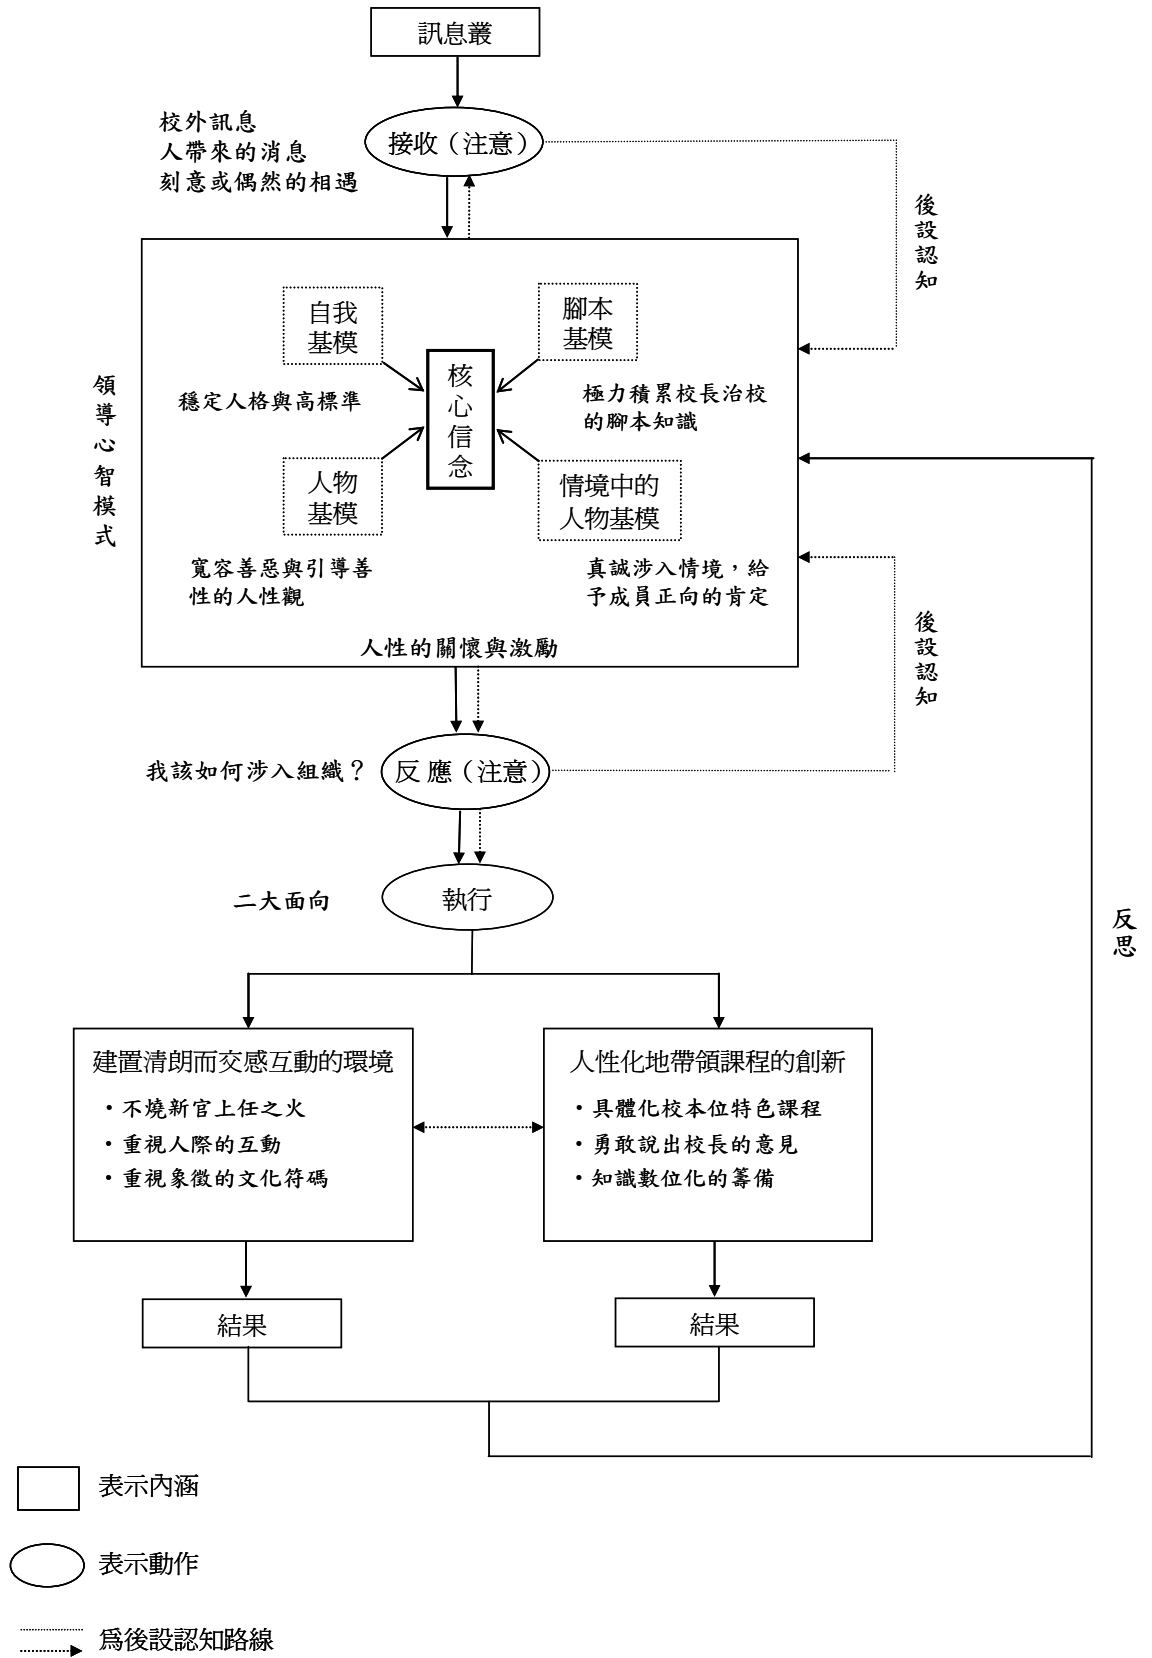 訊息叢
接收（注意）
校外訊息
人帶來的消息
刻意或偶然的相遇
後設認知
領導心智模式
自我
基模
腳本
基模
核心信念
穩定人格與高標準
極力積累校長治校
的腳本知識
人物
基模
情境中的
人物基模
寬容善惡與引導善
性的人性觀
真誠涉入情境，給
予成員正向的肯定
人性的關懷與激勵
後設認知
我該如何涉入組織？
反應（注意）
二大面向
執行
反思
建置清朗而交感互動的環境
・不燒新官上任之火
・重視人際的互動
・重視象徵的文化符碼
人性化地帶領課程的創新
・具體化校本位特色課程
・勇敢說出校長的意見
・知識數位化的籌備
結果
結果
表示內涵
表示動作
爲後設認知路線